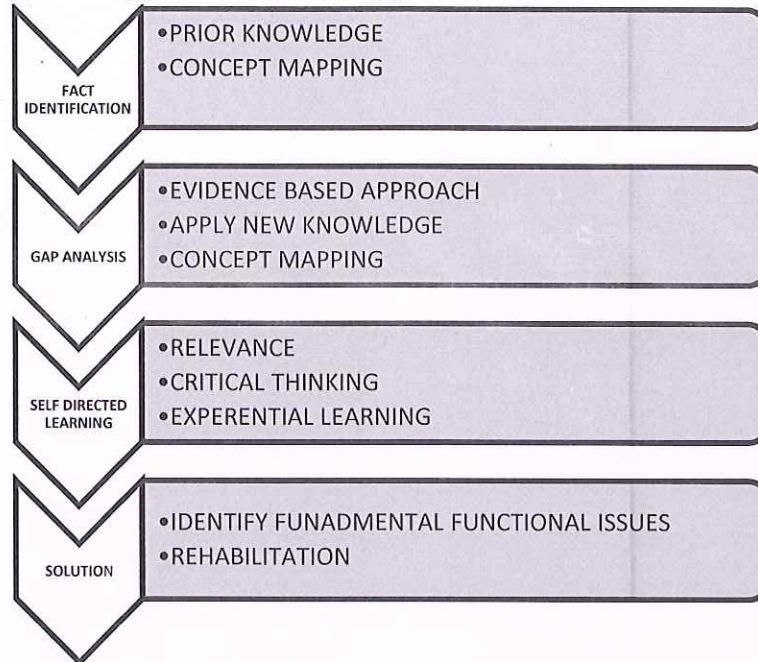 FACT
IDENTIFICATION
•PRIOR KNOWLEDGE
•CONCEPT MAPPING
GAP ANALYSIS
•EVIDENCE BASED APPROACH
•APPLY NEW KNOWLEDGE
•CONCEPT MAPPING
SELF DIRECTED
LEARNING
•RELEVANCE
•CRITICAL THINKING
•EXPERENTIAL LEARNING
SOLUTION
•IDENTIFY FUNADMENTAL FUNCTIONAL ISSUES
•REHABILITATION